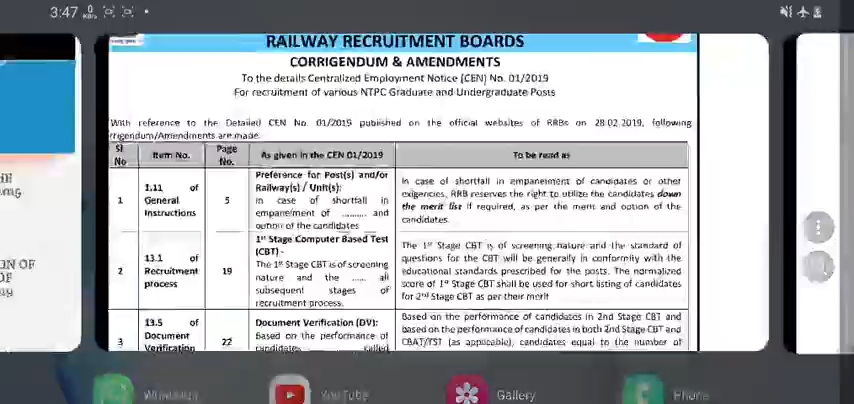 3:47
RAILWAY RECRUITMENT BOARDS
CORRIGENDUM & AMENDMENTS
To the details Centralized Employment Notice (CEN) No. 01/2019
For recruitment of various NTPC Graduate and Undergraduate Posts
With reference to the Detailed CEN No. 01/2019 published on the official websites of RRBs on 28.02.2019, following
rrigendum/Amendments are made.
Sl No
Item No.
Page No.
As given in the CEN 01/2019
To be read as
1
1.11 of
General
Instructions
5
Preference for Post(s) and/or
Railway(s) / Unit(s):
In case of shortfall in
empanelment of .......... and
option of the candidates
In case of shortfall in empanelment of candidates or other
exigencies, RRB reserves the right to utilize the candidates down
the merit list if required, as per the merit and option of the
candidates.
2
13.1 of
Recruitment
process
19
1st Stage Computer Based Test
(CBT) -
The 1st Stage CBT is of screening
nature and the ...... all
subsequent stages of
recruitment process.
The 1st Stage CBT is of screening nature and the standard of
questions for the CBT will be generally in conformity with the
educational standards prescribed for the posts. The normalized
score of 1st Stage CBT shall be used for short listing of candidates
for 2nd Stage CBT as per their merit
3
13.5 of
Document
Verification
22
Document Verification (DV):
Based on the performance of
candidates called
Based on the performance of candidates in 2nd Stage CBT and
based on the performance of candidates in both 2nd Stage CBT and
CBAT/TST (as applicable), candidates equal to the number of
WhatsApp
YouTube
Gallery
Phone